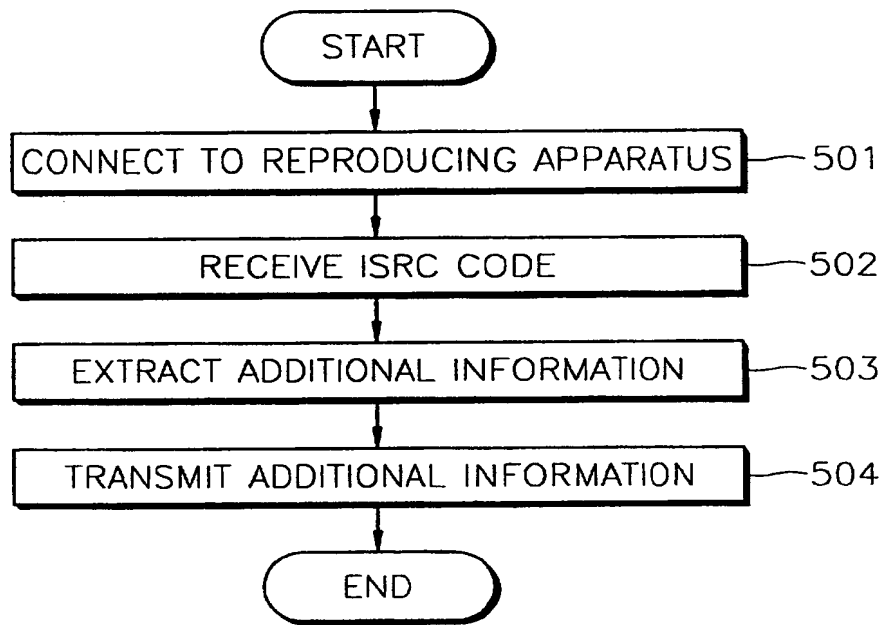 START
CONNECT TO REPRODUCING APPARATUS 501
RECEIVE ISRC CODE 502
EXTRACT ADDITIONAL INFORMATION 503
TRANSMIT ADDITIONAL INFORMATION 504
END